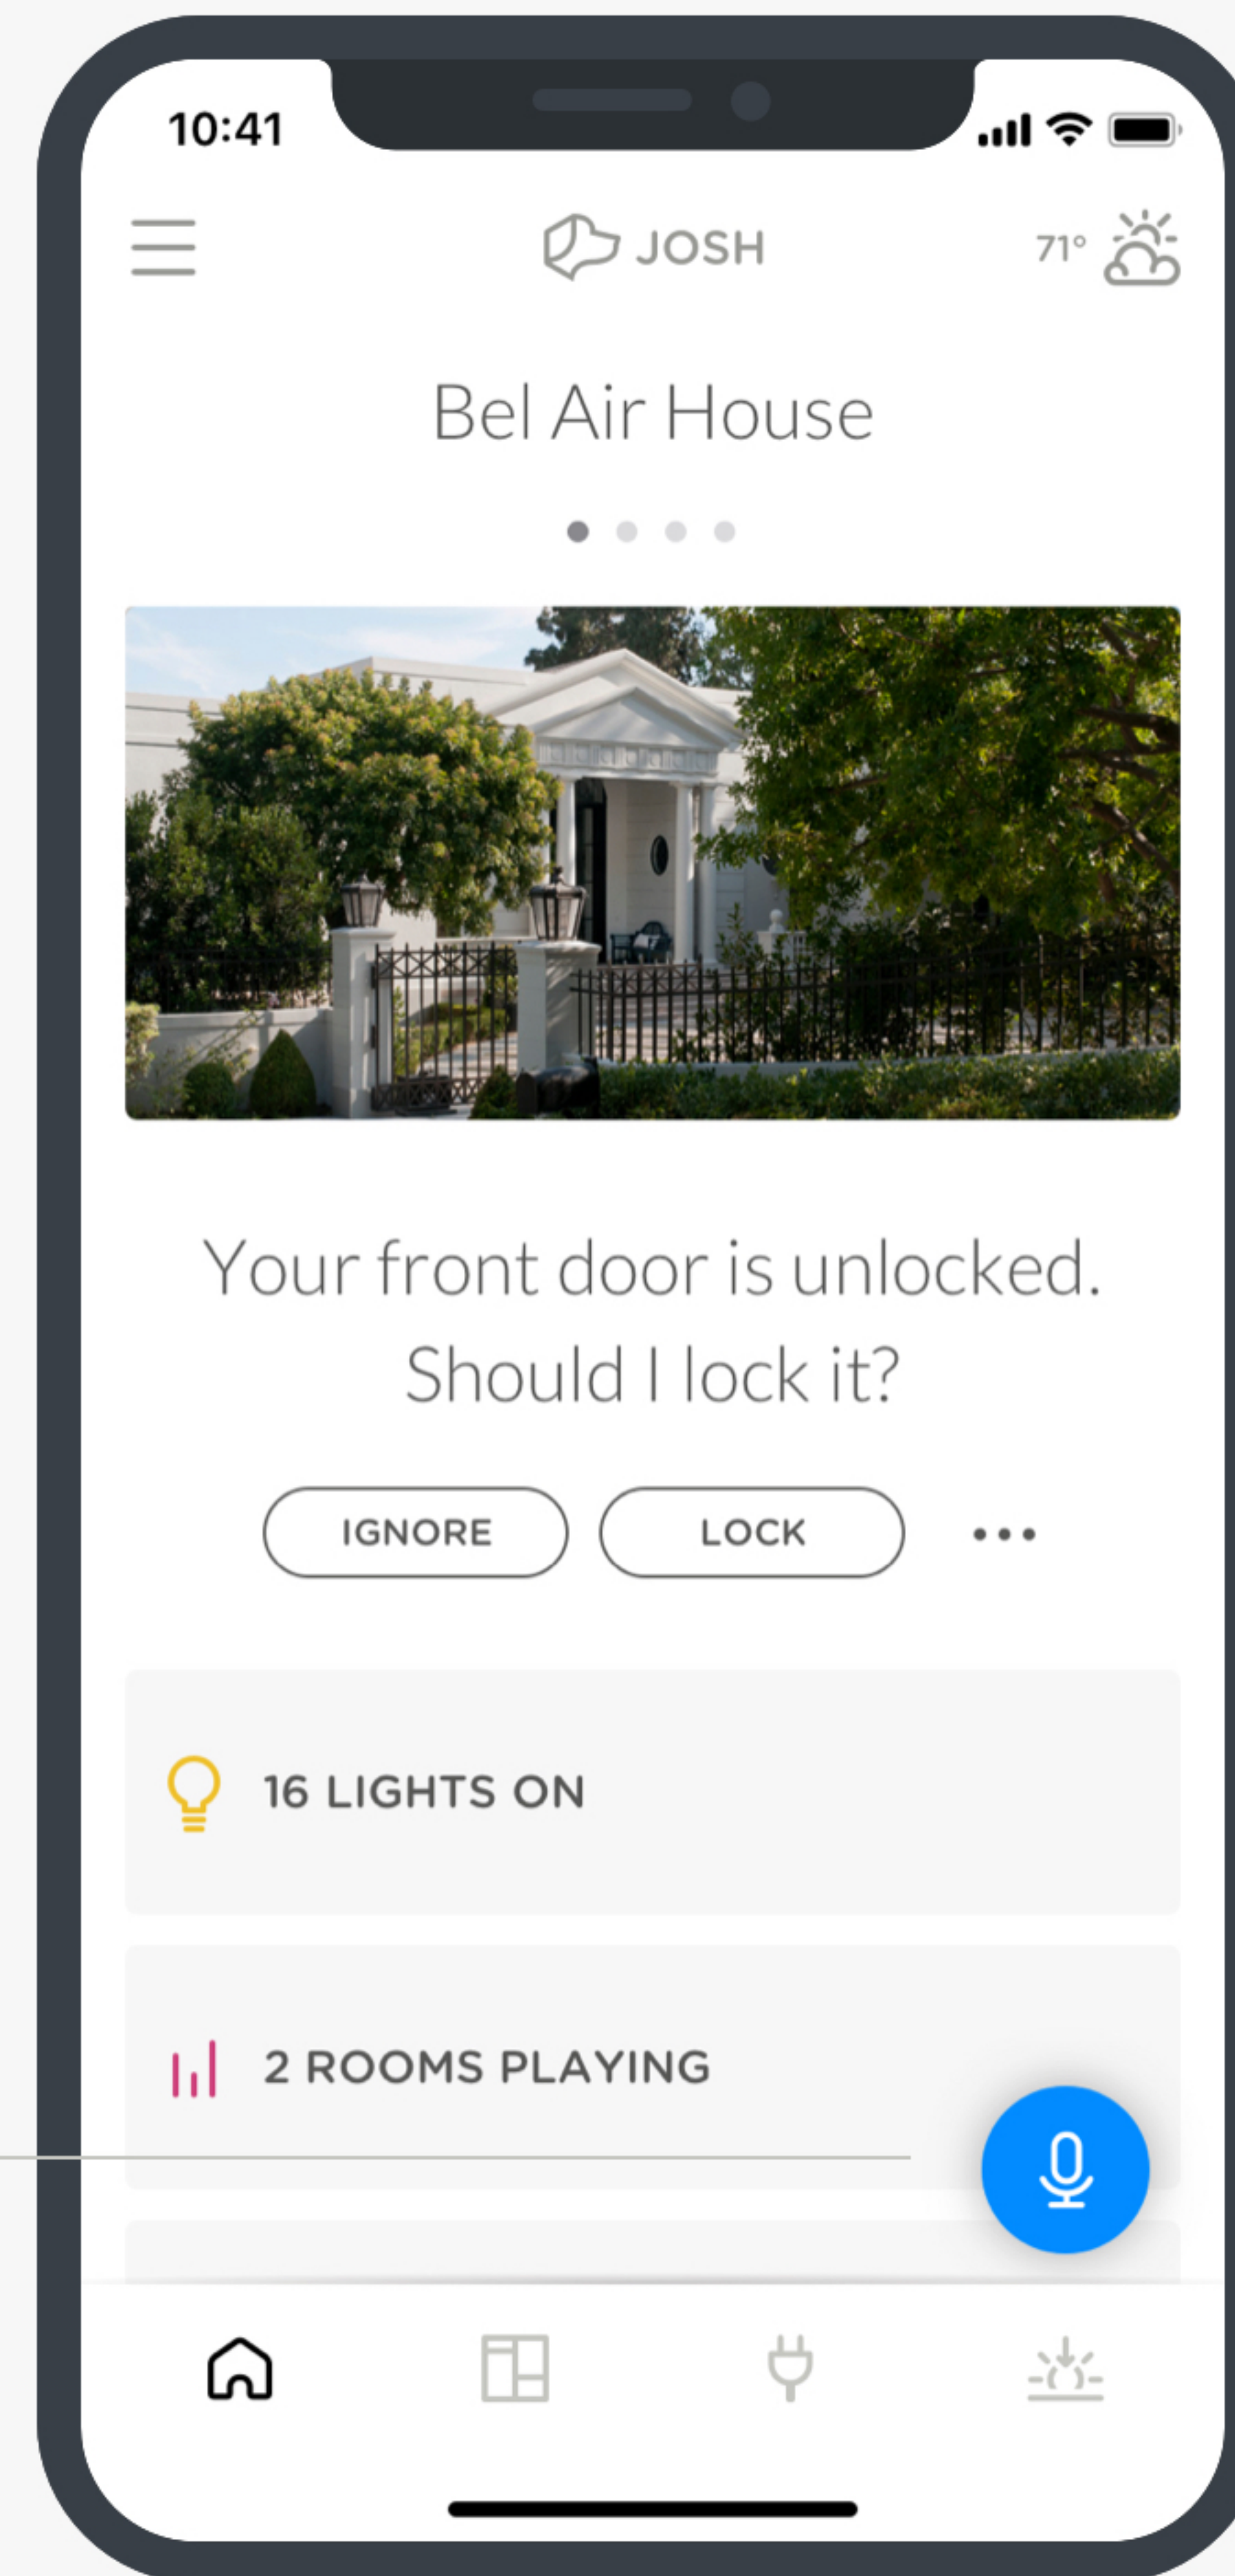 10:41
JOSH
71°
Bel Air House
Your front door is unlocked.
Should I lock it?
IGNORE
LOCK
16 LIGHTS ON
2 ROOMS PLAYING